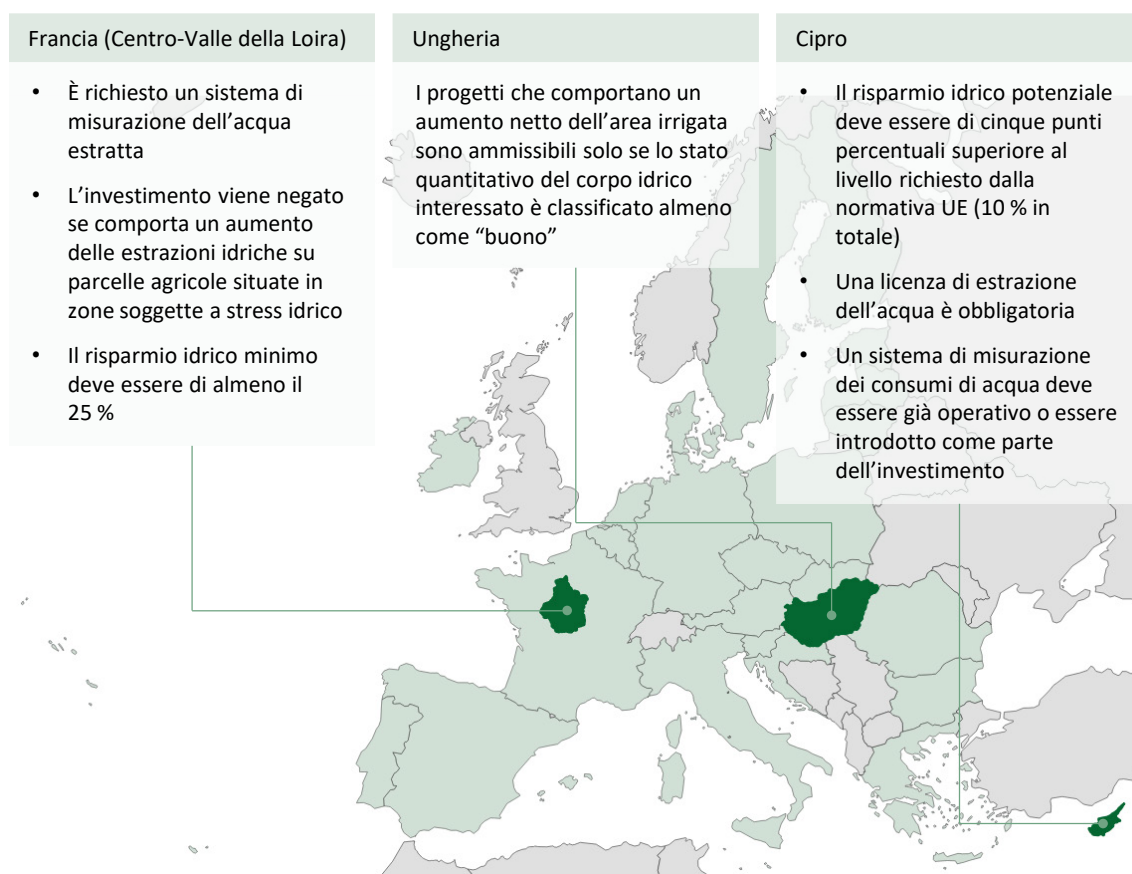 Francia (Centro-Valle della Loira)
• È richiesto un sistema di
misurazione dell'acqua
estratta
• L'investimento viene negato
se comporta un aumento
delle estrazioni idriche su
parcelle agricole situate in
zone soggette a stress idrico
• Il risparmio idrico minimo
deve essere di almeno il
25 %
Ungheria
I progetti che comportano un
aumento netto dell'area irrigata
sono ammissibili solo se lo stato
quantitativo del corpo idrico
interessato è classificato almeno
come “buono”
Cipro
• Il risparmio idrico potenziale
deve essere di cinque punti
percentuali superiore al
livello richiesto dalla
normativa UE (10 % in
totale)
• Una licenza di estrazione
dell'acqua è obbligatoria
• Un sistema di misurazione
dei consumi di acqua deve
essere già operativo o essere
introdotto come parte
dell'investimento